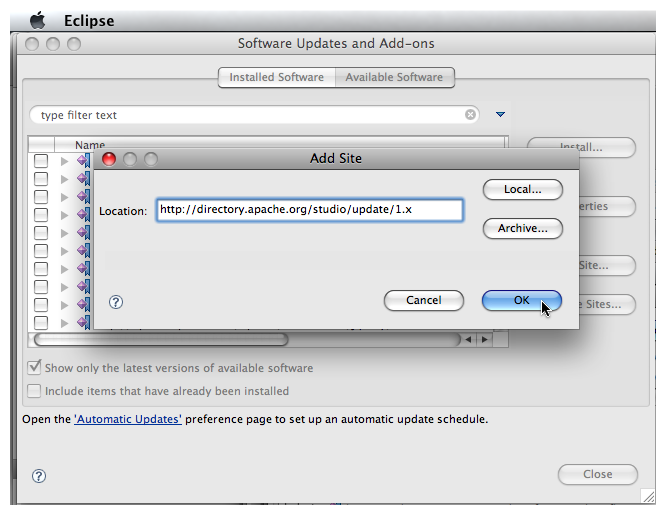 Eclipse
Software Updates and Add-ons
Installed Software Available Software
type filter text
Name
Install...
Add Site
Local...
Location: http://directory.apache.org/studio/update/1.x
Archive...
Site...
Cancel OK
Sites...
Show only the latest versions of available software
Include items that have already been installed
Open the 'Automatic Updates' preference page to set up an automatic update schedule.
Close